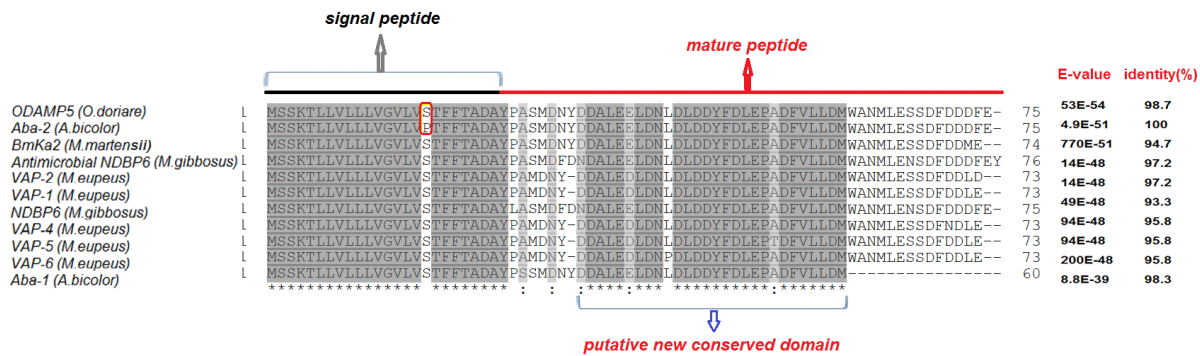 signal peptide
mature peptide
E-value identity(%)
ODAMP5 (O.doriare) L MSSKTLLVLLLVGVLVSTFFTADAYPASMDNYDDALEELDNLDLDDYFDLEPADFVLLDMWANMLESSDFDDDFE- 75 53E-54 98.7
Aba-2 (A.bicolor) L MSSKTLLVLLLVGVLVPTFFTADAYPASMDNYDDALEELDNLDLDDYFDLEPADFVLLDMWANMLESSDFDDDFE- 75 4.9E-51 100
BmKa2 (M.martensii) L MSSKTLLVLLLVGVLVSTFFTADAYPASMDNYDDALEELDNLDLDDYFDLEPADFVLLDMWANMLESSDFDDME-- 74 770E-51 94.7
Antimicrobial NDBP6 (M.gibbosus) L MSSKTLLVLLLVGVLVSTFFTADAYPASMDFDNDALEELDNLDLDDYFDLEPADFVLLDMWANMLENSDFDDDFEY 76 14E-48 97.2
VAP-2 (M.eupeus) L MSSKTLLVLLLVGVLVSTFFTADAYPAMDNY-DDALEDLDNLDLDDYFDLEPADFVLLDMWANMLESSDFDDLD-- 73 14E-48 97.2
VAP-1 (M.eupeus) L MSSKTLLVLLLVGVLVSTFFTADAYPAMDNY-DDALEDLDNLDLDDYFDLEPADFVLLDMWANMLESSDFDDLE-- 73 49E-48 93.3
NDBP6 (M.gibbosus) L MSSKTLLVLLLVGVLVSTFFTADAYLASMDFDNDALEELDNLDLDDYFDLEPADFVLLDMWANMLENSDFDDDFE- 75 94E-48 95.8
VAP-4 (M.eupeus) L MSSKTLLVLLLVGVLVSTFFTADAYPAMDNY-DDALEDLDNLDLDDYFDLEPADFVLLDMWANMLESSDFNDLE-- 73 94E-48 95.8
VAP-5 (M.eupeus) L MSSKTLLVLLLVGVLVSTFFTADAYPAMDNY-DDALEDLDNLDLDDYFDLEPTDFVLLDMWANMLESSDFDDLE-- 73 200E-48 95.8
VAP-6 (M.eupeus) L MSSKTLLVLLLVGVLVSTFFTADAYPAMDNY-DDALEDLDNPDLDDYFDLEPADFVLLDMWANMLESSDFDDLE-- 73 8.8E-39 98.3
Aba-1 (A.bicolor) L MSSKTLLVLLLVGVLVSTFFTADAYPSSMDNYDDALEELDNLDLDDYFDLEPADFVLLDM---------------- 60
**************** ******** : : :****:*** **********:*******
putative new conserved domain